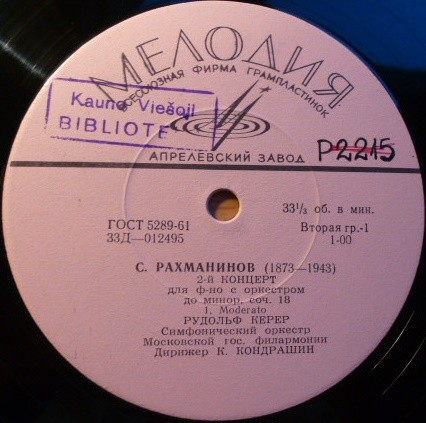 МЕЛОДИЯ
ВСЕСОЮЗНАЯ ФИРМА ГРАМПЛАСТИНОК
Kauno Viešoji
BIBLIOTE
АПРЕЛЕВСКИЙ ЗАВОД
Р2215
ГОСТ 5289-61
33Д—012495
33⅓ об. в мин.
Вторая гр.-1
1-00
С. РАХМАНИНОВ (1873—1943)
2-й КОНЦЕРТ
для ф-но с оркестром
до минор, соч. 18
1. Moderato
РУДОЛЬФ КЕРЕР
Симфонический оркестр
Московской гос. филармонии
Дирижер К. КОНДРАШИН